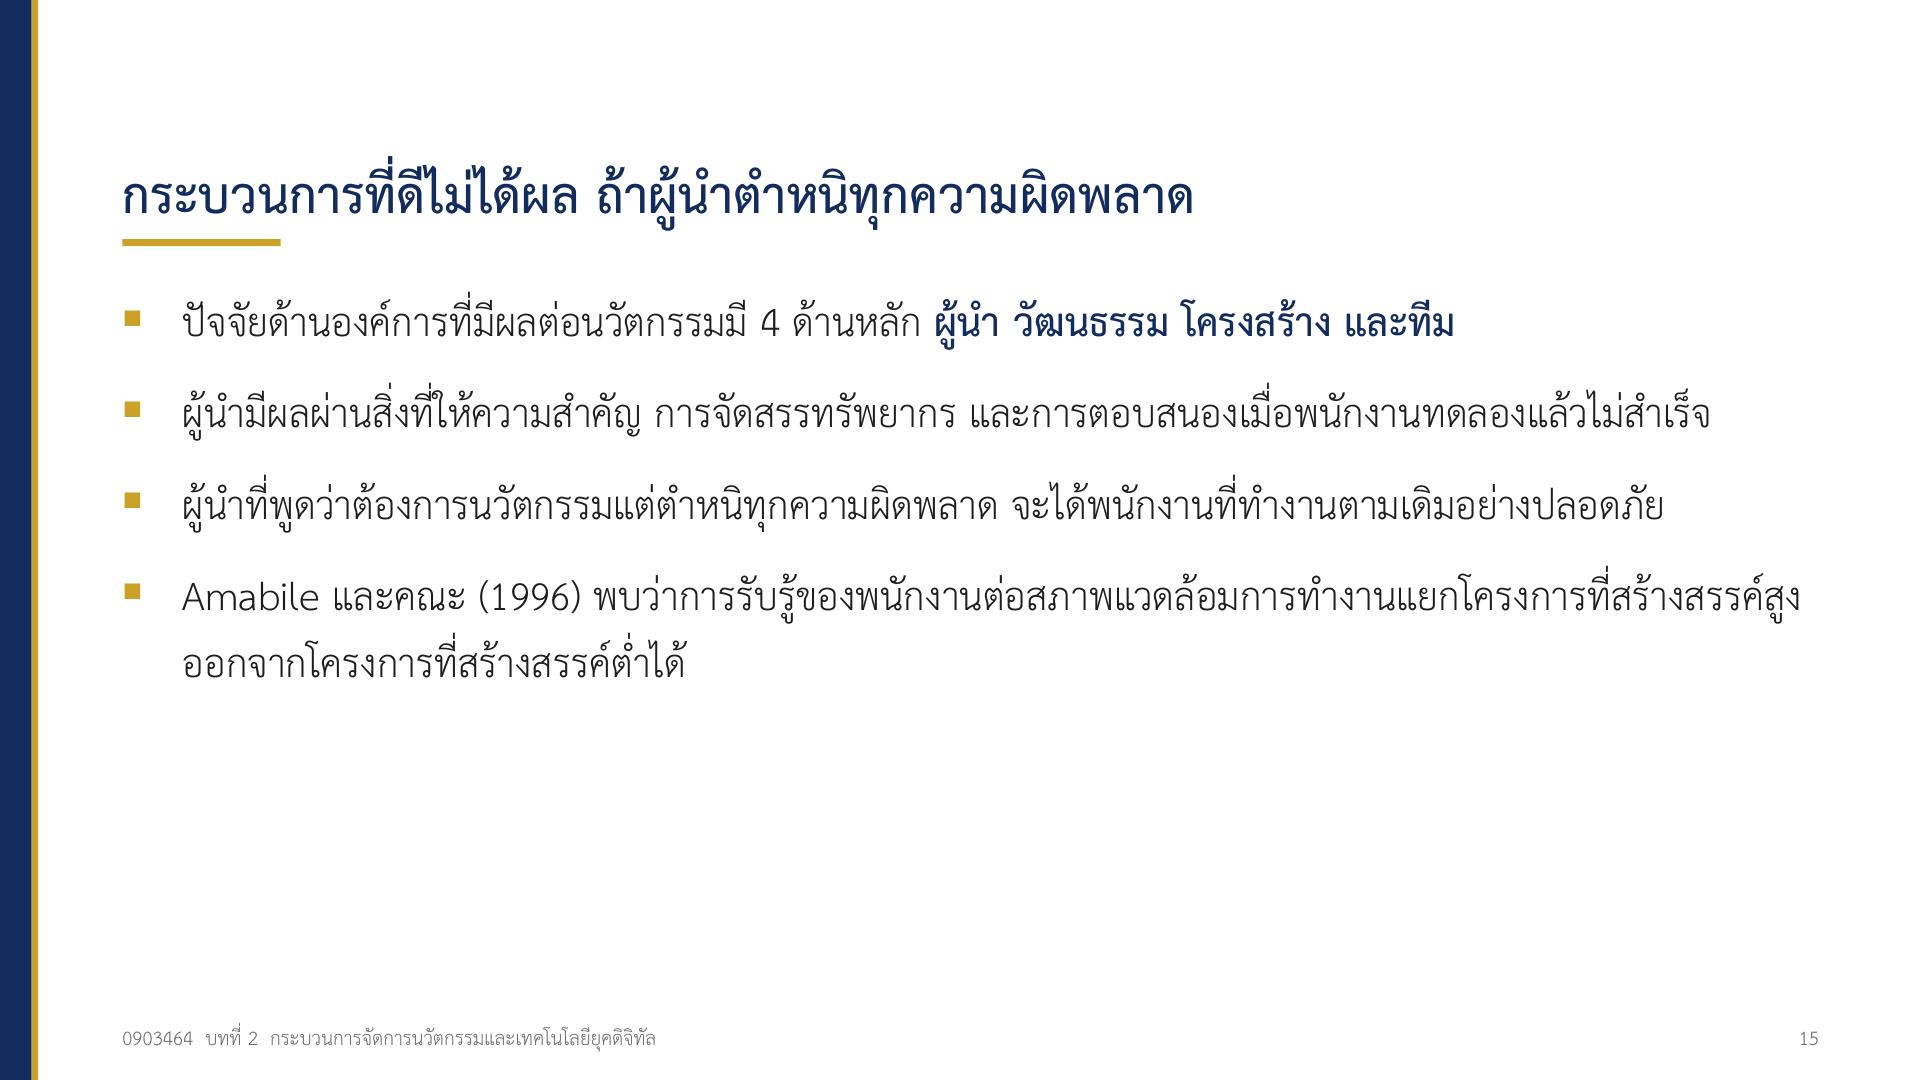 กระบวนการที่ดีไม่ได้ผล ถ้าผู้นำตำหนิทุกความผิดพลาด
ปัจจัยด้านองค์การที่มีผลต่อนวัตกรรมมี 4 ด้านหลัก ผู้นำ วัฒนธรรม โครงสร้าง และทีม
ผู้นำมีผลผ่านสิ่งที่ให้ความสำคัญ การจัดสรรทรัพยากร และการตอบสนองเมื่อพนักงานทดลองแล้วไม่สำเร็จ
ผู้นำที่พูดว่าต้องการนวัตกรรมแต่ตำหนิทุกความผิดพลาด จะได้พนักงานที่ทำงานตามเดิมอย่างปลอดภัย
Amabile และคณะ (1996) พบว่าการรับรู้ของพนักงานต่อสภาพแวดล้อมการทำงานแยกโครงการที่สร้างสรรค์สูง
ออกจากโครงการที่สร้างสรรค์ต่ำได้
0903464 บทที่ 2 กระบวนการจัดการนวัตกรรมและเทคโนโลยียุคดิจิทัล
15